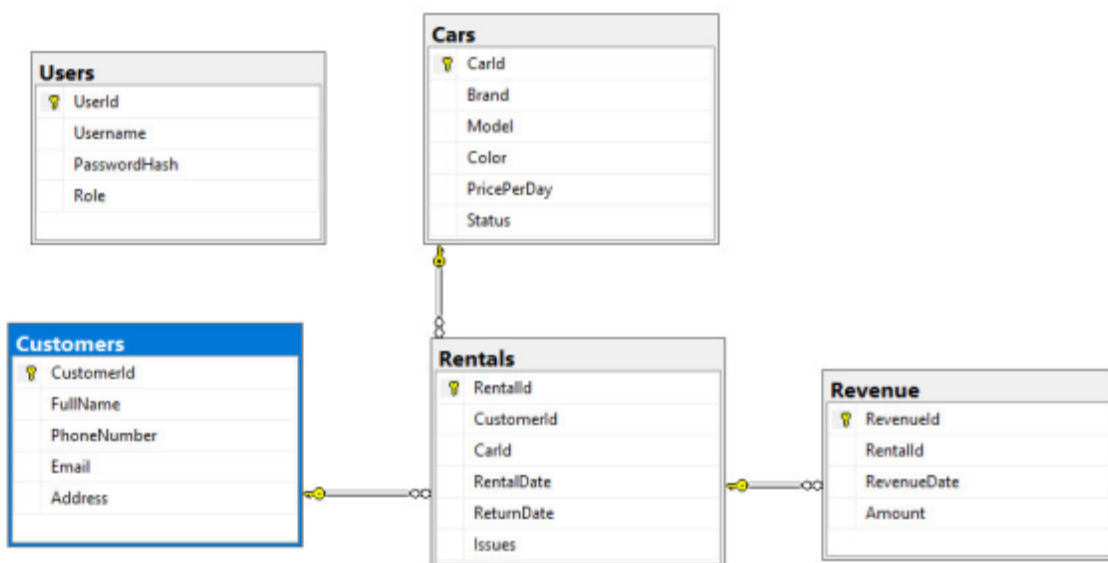 Users
UserId
Username
PasswordHash
Role
Cars
CarId
Brand
Model
Color
PricePerDay
Status
Customers
CustomerId
FullName
PhoneNumber
Email
Address
Rentals
RentalId
CustomerId
CarId
RentalDate
ReturnDate
Issues
Revenue
RevenueId
RentalId
RevenueDate
Amount